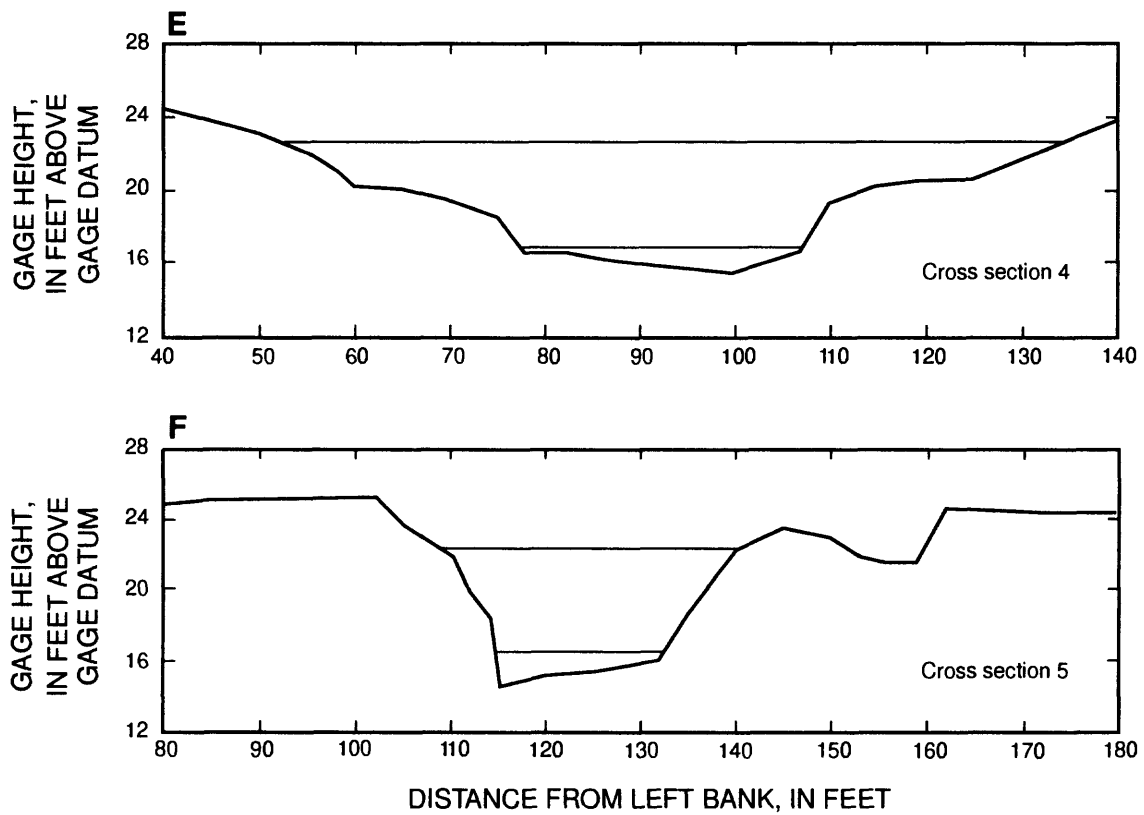 E
GAGE HEIGHT,
IN FEET ABOVE
GAGE DATUM
28
24
20
16
12
Cross section 4
40 50 60 70 80 90 100 110 120 130 140
F
GAGE HEIGHT,
IN FEET ABOVE
GAGE DATUM
28
24
20
16
12
Cross section 5
80 90 100 110 120 130 140 150 160 170 180
DISTANCE FROM LEFT BANK, IN FEET